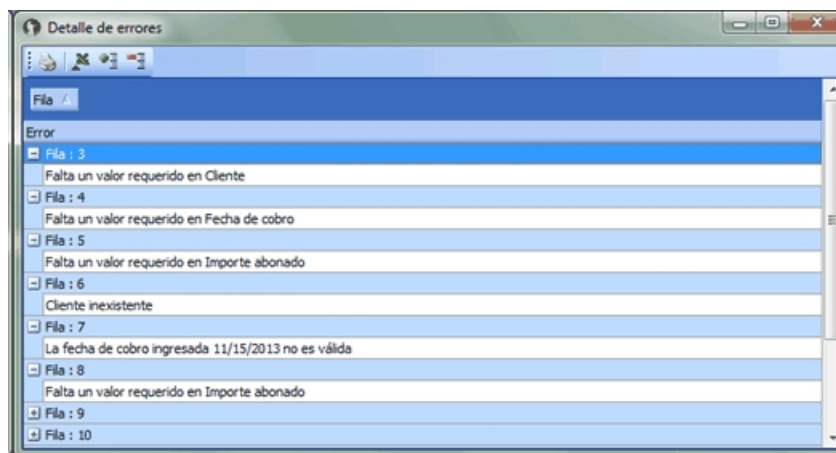 Detalle de errores
Fila
Error
Fila : 3
Falta un valor requerido en Cliente
Fila : 4
Falta un valor requerido en Fecha de cobro
Fila : 5
Falta un valor requerido en Importe abonado
Fila : 6
Cliente inexistente
Fila : 7
La fecha de cobro ingresada 11/15/2013 no es válida
Fila : 8
Falta un valor requerido en Importe abonado
Fila : 9
Fila : 10